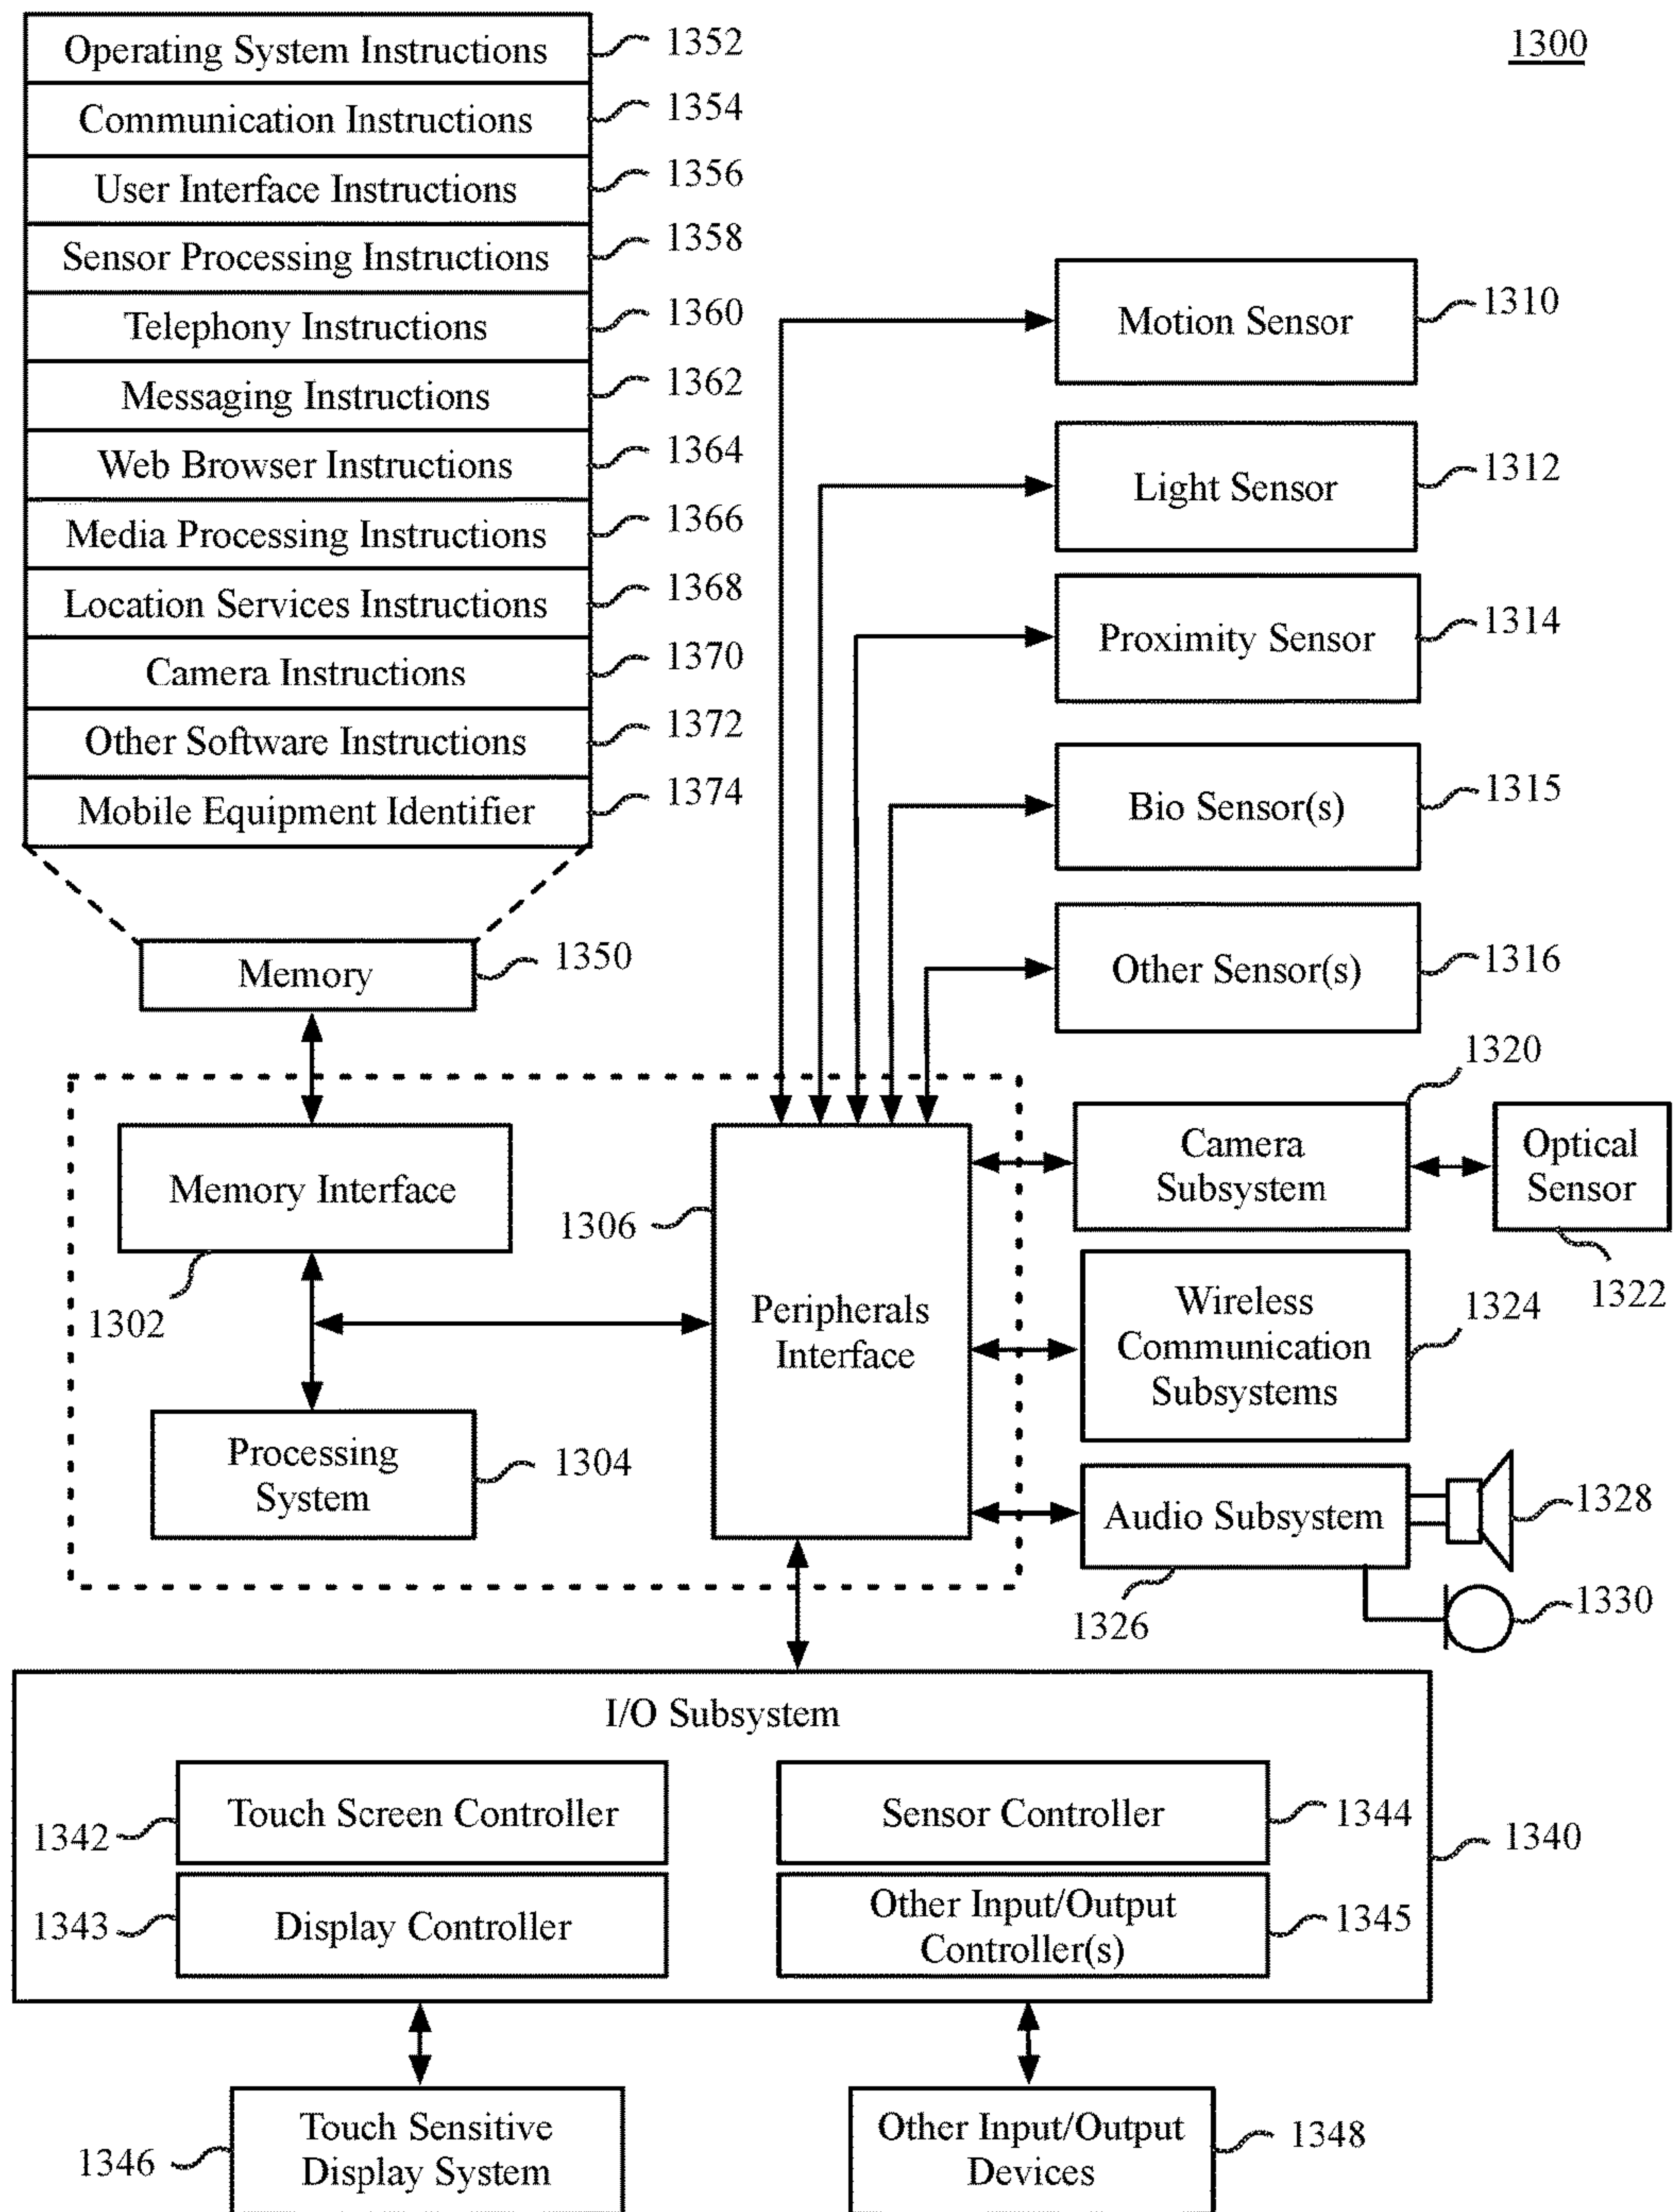 1300
Operating System Instructions
1352
Communication Instructions
1354
User Interface Instructions
1356
Sensor Processing Instructions
1358
Telephony Instructions
1360
Messaging Instructions
1362
Web Browser Instructions
1364
Media Processing Instructions
1366
Location Services Instructions
1368
Camera Instructions
1370
Other Software Instructions
1372
Mobile Equipment Identifier
1374
Memory
1350
Motion Sensor
1310
Light Sensor
1312
Proximity Sensor
1314
Bio Sensor(s)
1315
Other Sensor(s)
1316
Memory Interface
1302
Processing
System
1304
1306
Peripherals
Interface
1320
Camera
Subsystem
Optical
Sensor
1322
Wireless
Communication
Subsystems
1324
Audio Subsystem
1326
1328
1330
I/O Subsystem
1340
Touch Screen Controller
1342
Display Controller
1343
Sensor Controller
1344
Other Input/Output
Controller(s)
1345
Touch Sensitive
Display System
1346
Other Input/Output
Devices
1348